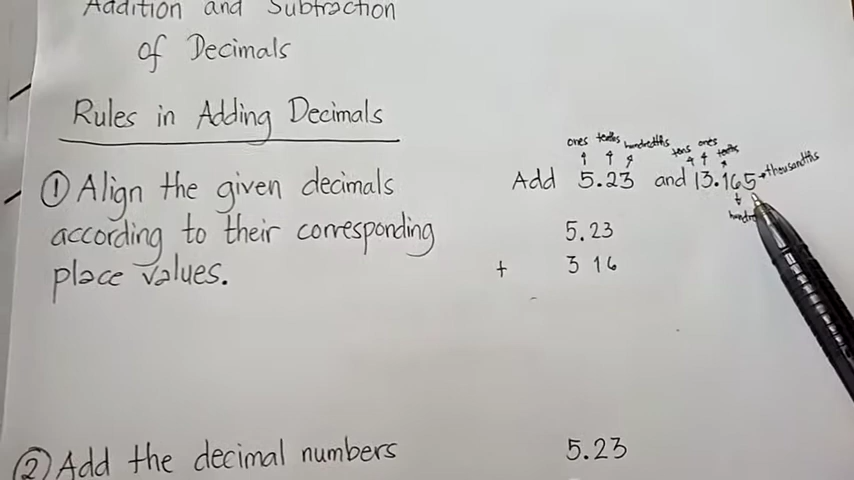 Addition and Subtraction
of Decimals
Rules in Adding Decimals
① Align the given decimals
according to their corresponding
place values.
ones tenths hundredths tens ones tenths
Add 5.23 and 13.165 thousandths
5.23
+ 3 16
② Add the decimal numbers
5.23